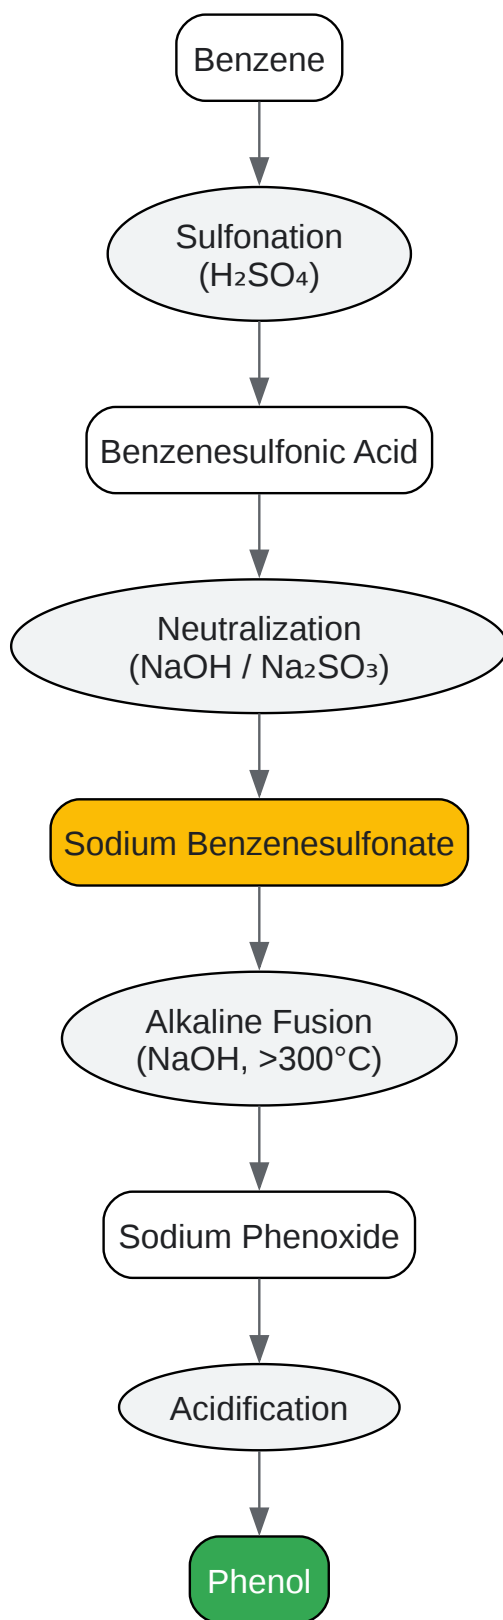 Benzene
Sulfonation
(H₂SO₄)
Benzenesulfonic Acid
Neutralization
(NaOH / Na₂SO₃)
Sodium Benzenesulfonate
Alkaline Fusion
(NaOH, >300°C)
Sodium Phenoxide
Acidification
Phenol